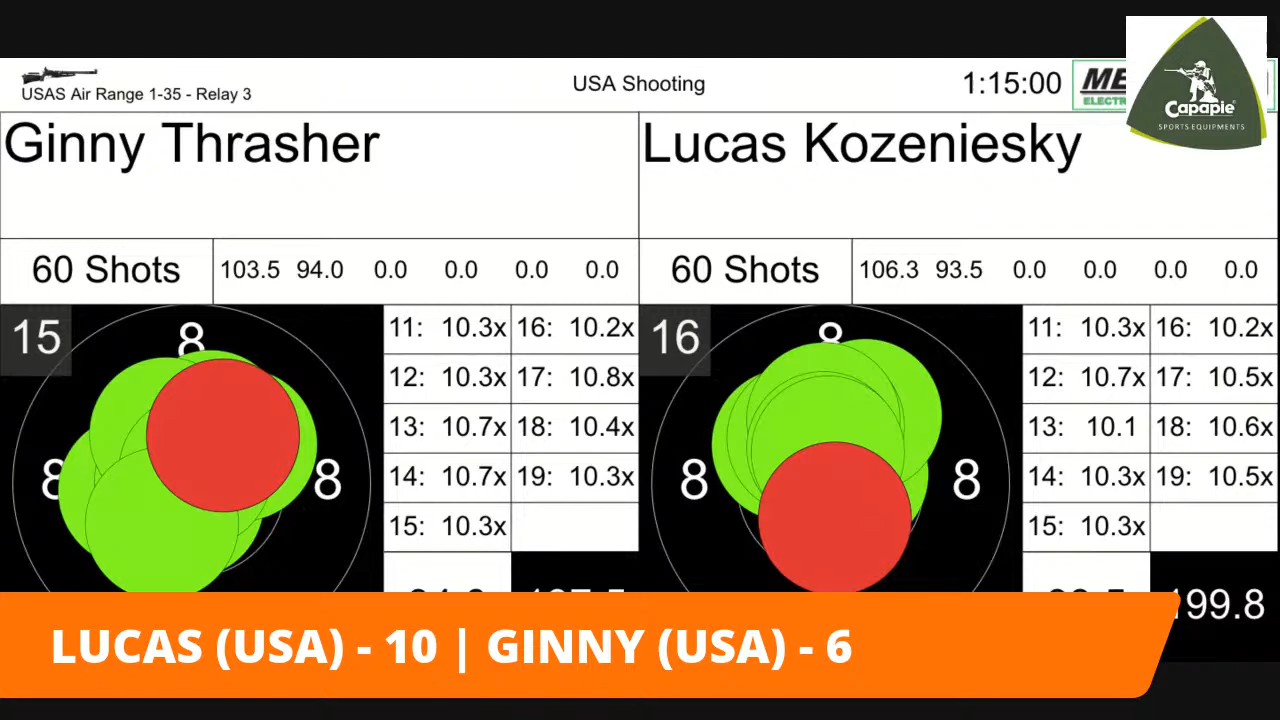 USAS Air Range 1-35 - Relay 3
USA Shooting
1:15:00
ME
ELECTR
Capapie
SPORTS EQUIPMENTS
Ginny Thrasher
60 Shots
103.5 94.0 0.0 0.0 0.0 0.0
15
8
8
8
11: 10.3x 16: 10.2x
12: 10.3x 17: 10.8x
13: 10.7x 18: 10.4x
14: 10.7x 19: 10.3x
15: 10.3x
Lucas Kozeniesky
60 Shots
106.3 93.5 0.0 0.0 0.0 0.0
16
8
8
8
11: 10.3x 16: 10.2x
12: 10.7x 17: 10.5x
13: 10.1 18: 10.6x
14: 10.3x 19: 10.5x
15: 10.3x
199.8
LUCAS (USA) - 10 | GINNY (USA) - 6